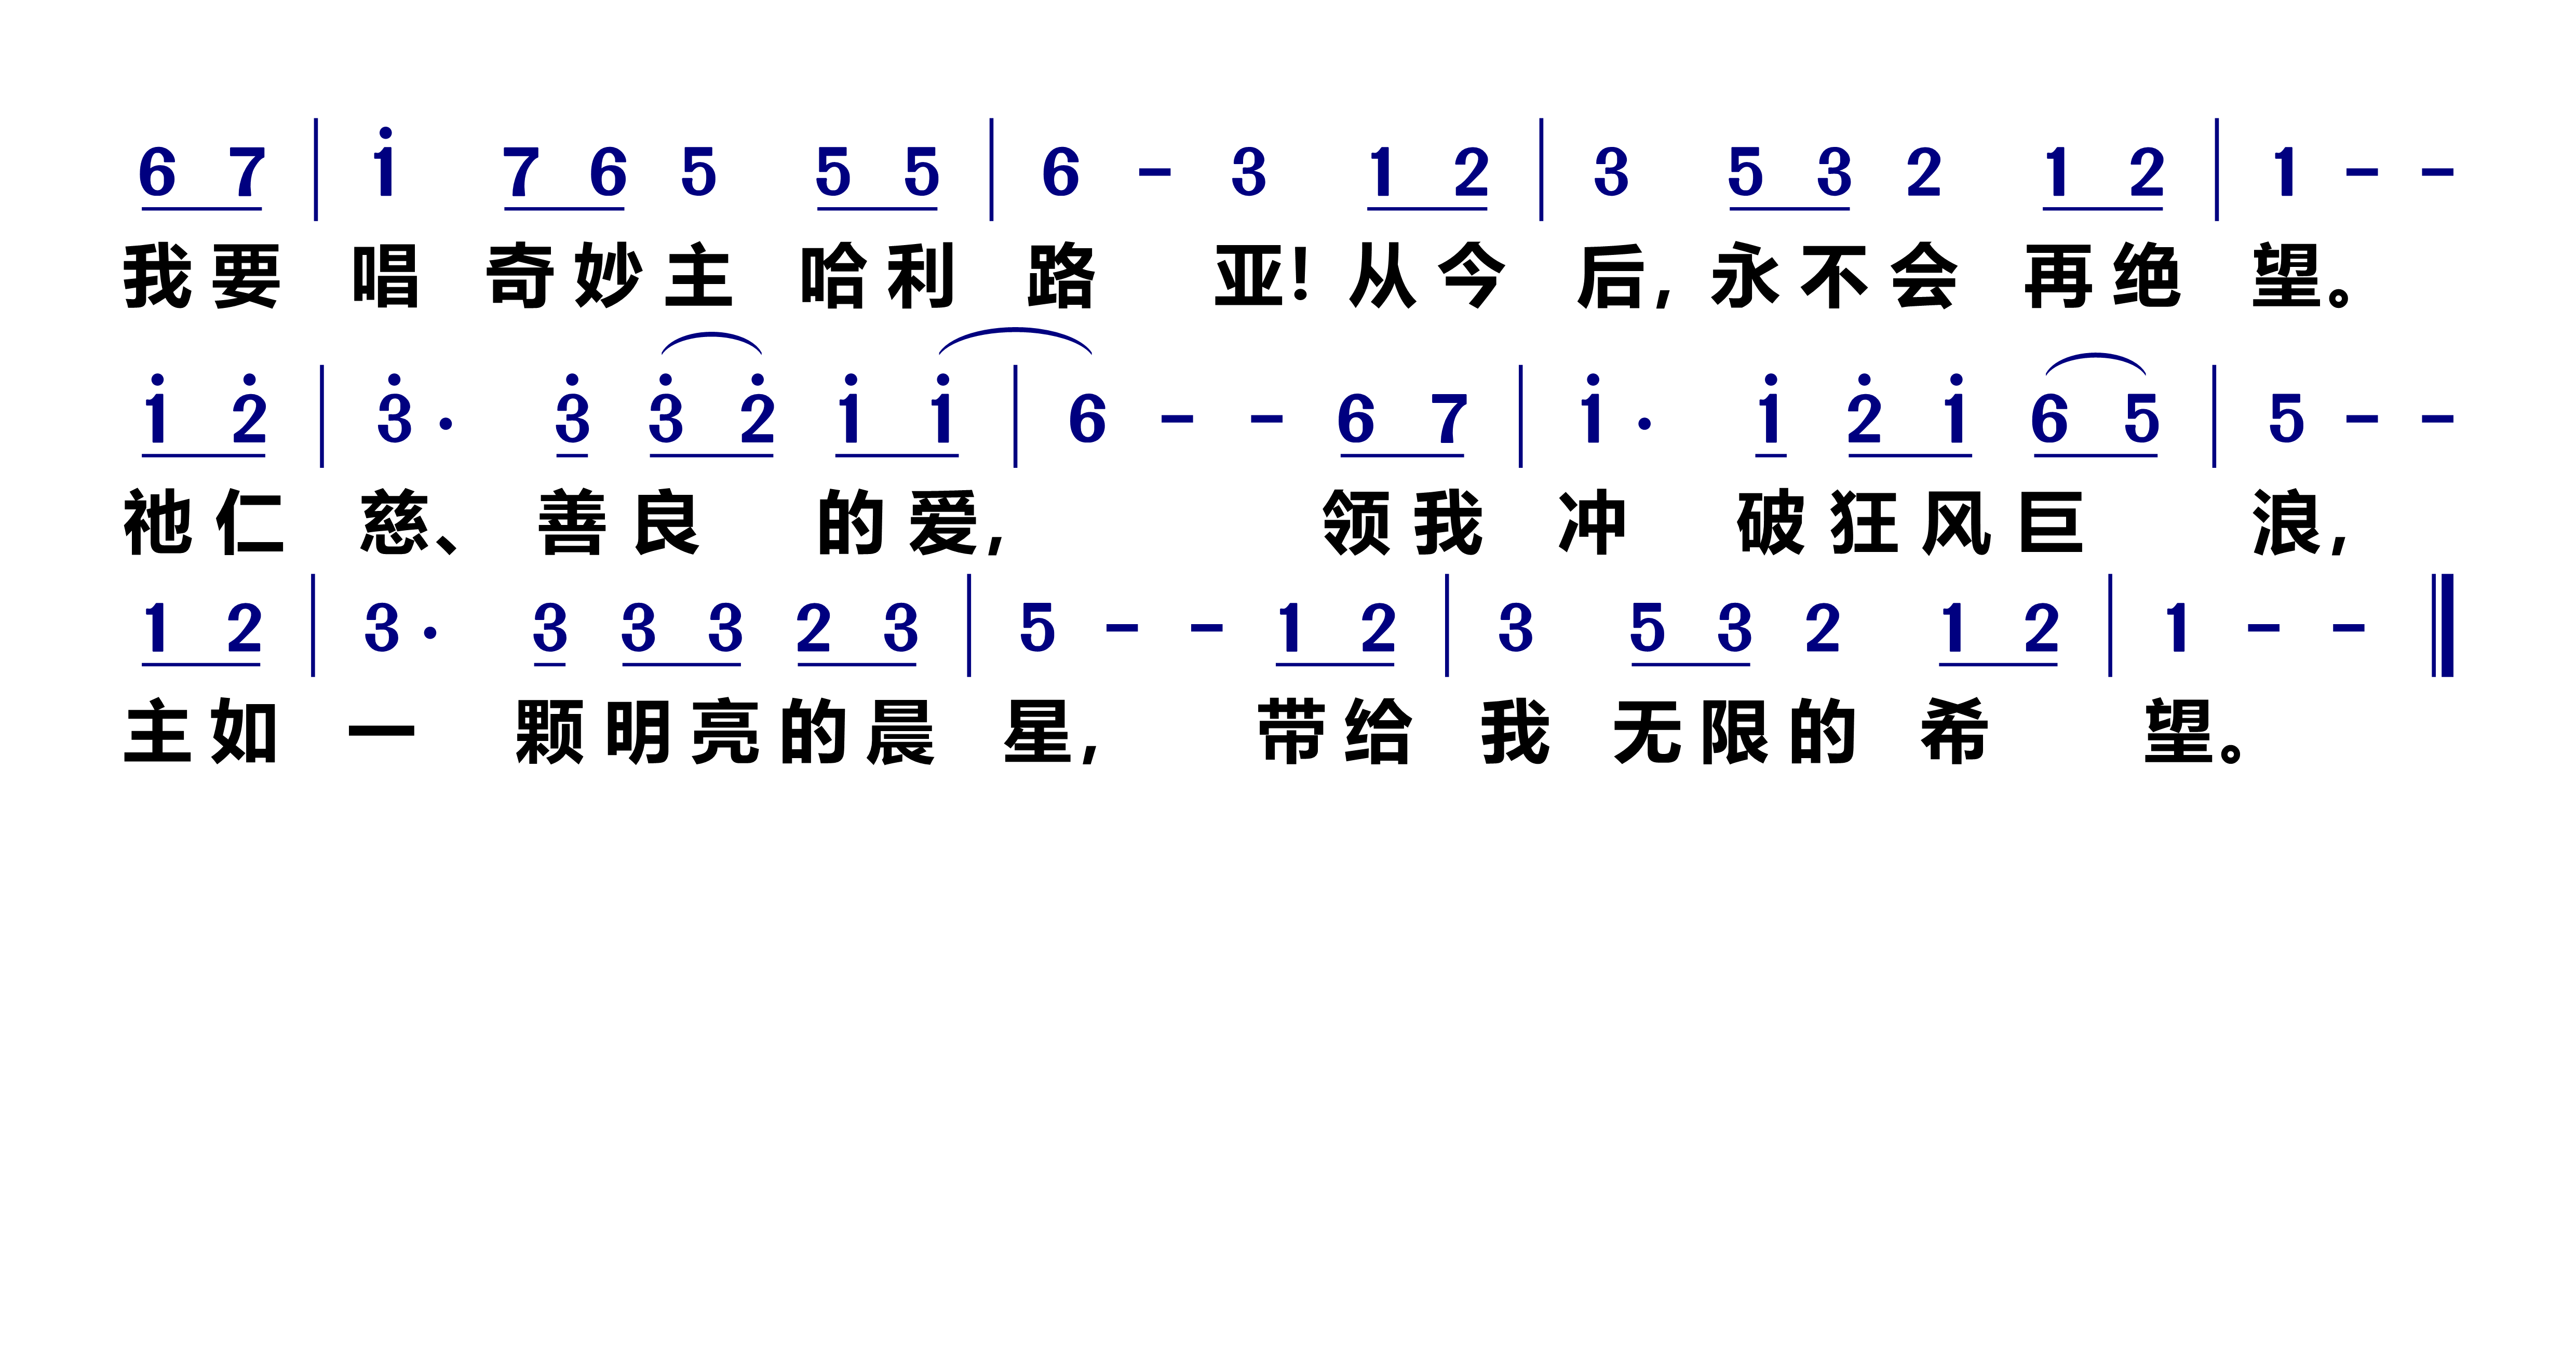 6 7 | i 7 6 5 5 5 | 6 - 3 1 2 | 3 5 3 2 1 2 | 1 - -
我要 唱 奇妙主 哈利 路 亚! 从今 后, 永不会 再绝 望。
i 2̇ | 3̇ · 3̇ 3̇ 2̇ i i | 6 - - 6 7 | i · i 2̇ i 6 5 | 5 - -
祂仁 慈、 善良 的爱, 领我 冲 破狂风巨 浪,
1 2 | 3 · 3 3 3 2 3 | 5 - - 1 2 | 3 5 3 2 1 2 | 1 - - ‖
主如 一 颗明亮的晨 星, 带给 我 无限的 希 望。